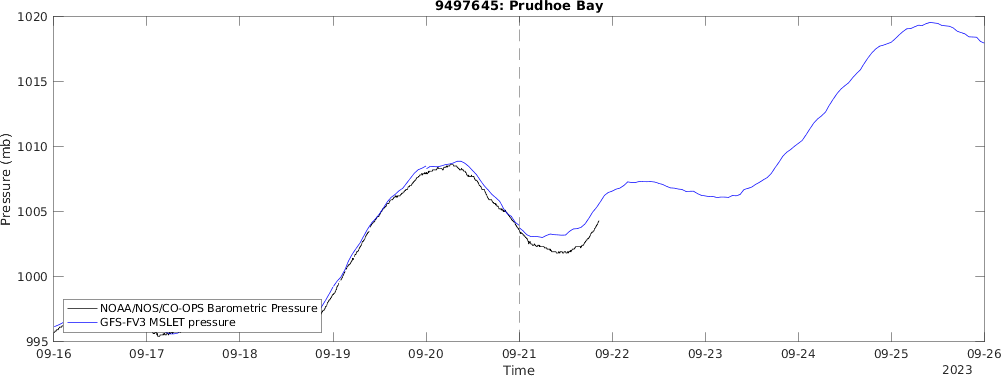 9497645: Prudhoe Bay
1020
1015
1010
1005
1000
995
Pressure (mb)
NOAA/NOS/CO-OPS Barometric Pressure
GFS-FV3 MSLET pressure
09-16 09-17 09-18 09-19 09-20 09-21 09-22 09-23 09-24 09-25 09-26
Time
2023